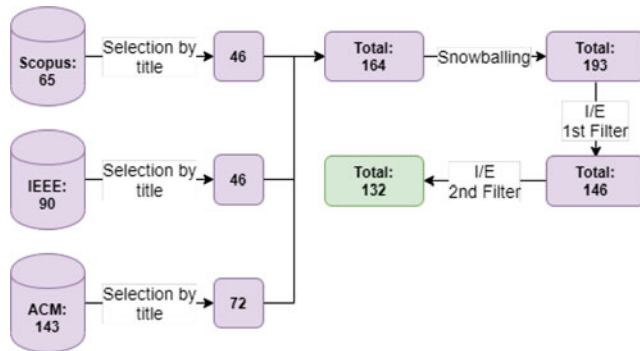 Scopus:
65
Selection by
title
46
Total:
164
Snowballing
Total:
193
I/E
1st Filter
IEEE:
90
Selection by
title
46
Total:
132
I/E
2nd Filter
Total:
146
ACM:
143
Selection by
title
72